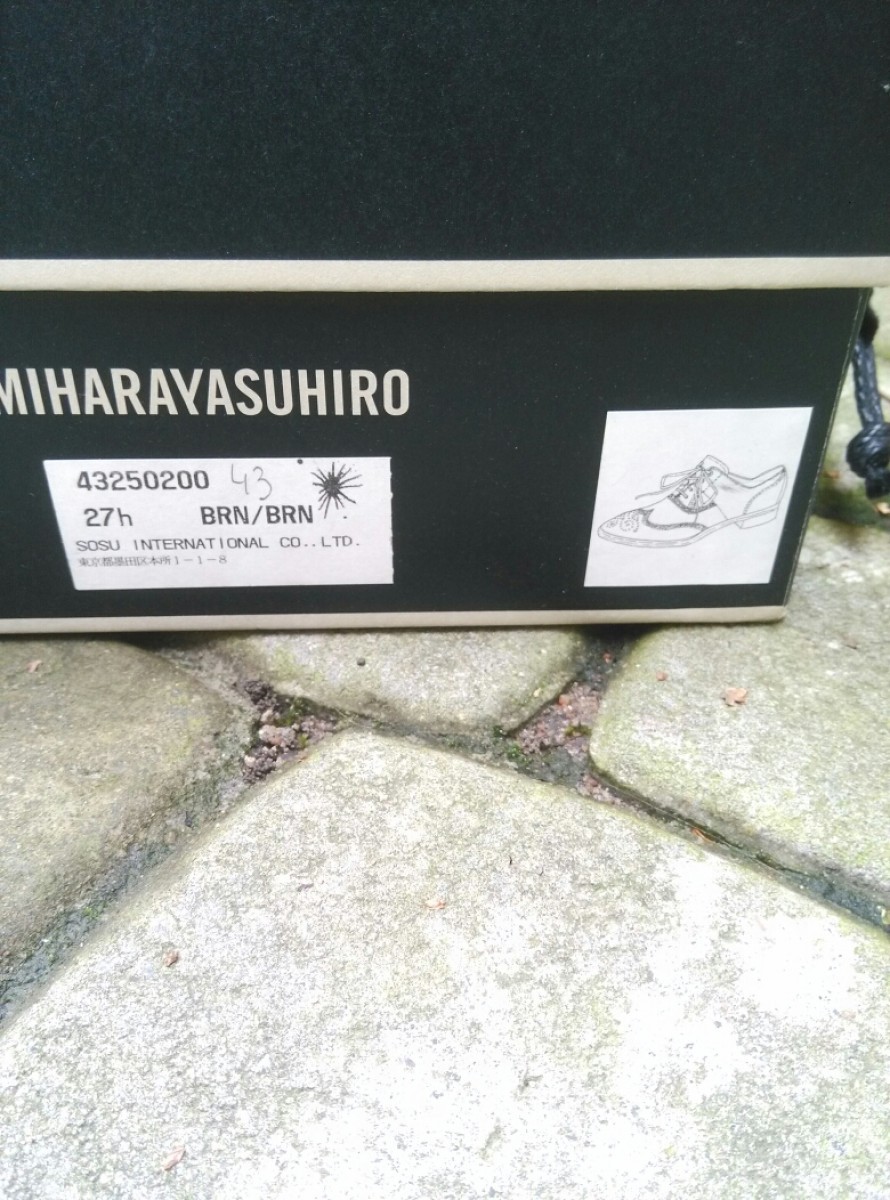 MIHARAYASUHIRO
43250200 43
27h BRN/BRN
SOSU INTERNATIONAL CO..LTD.
東京都墨田区本所1-1-8